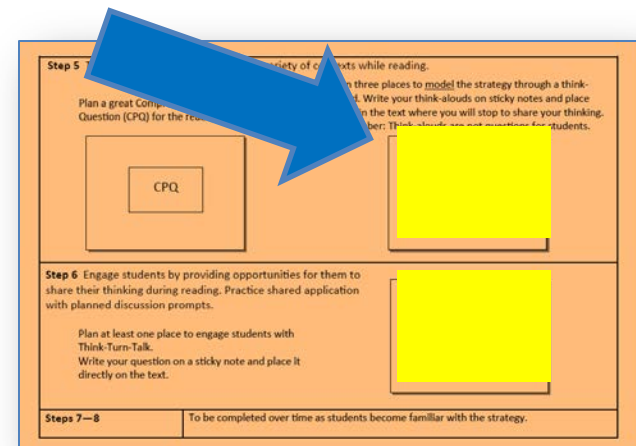 Step 5 riety of co xts while reading.
n three places to model the strategy through a think-
Plan a great Comp d. Write your think-alouds on sticky notes and place
Question (CPQ) for the re in the text where you will stop to share your thinking.
ber: Think-alouds are not questions for students.
CPQ
Step 6 Engage students by providing opportunities for them to
share their thinking during reading. Practice shared application
with planned discussion prompts.
Plan at least one place to engage students with
Think-Turn-Talk.
Write your question on a sticky note and place it
directly on the text.
Steps 7—8 To be completed over time as students become familiar with the strategy.